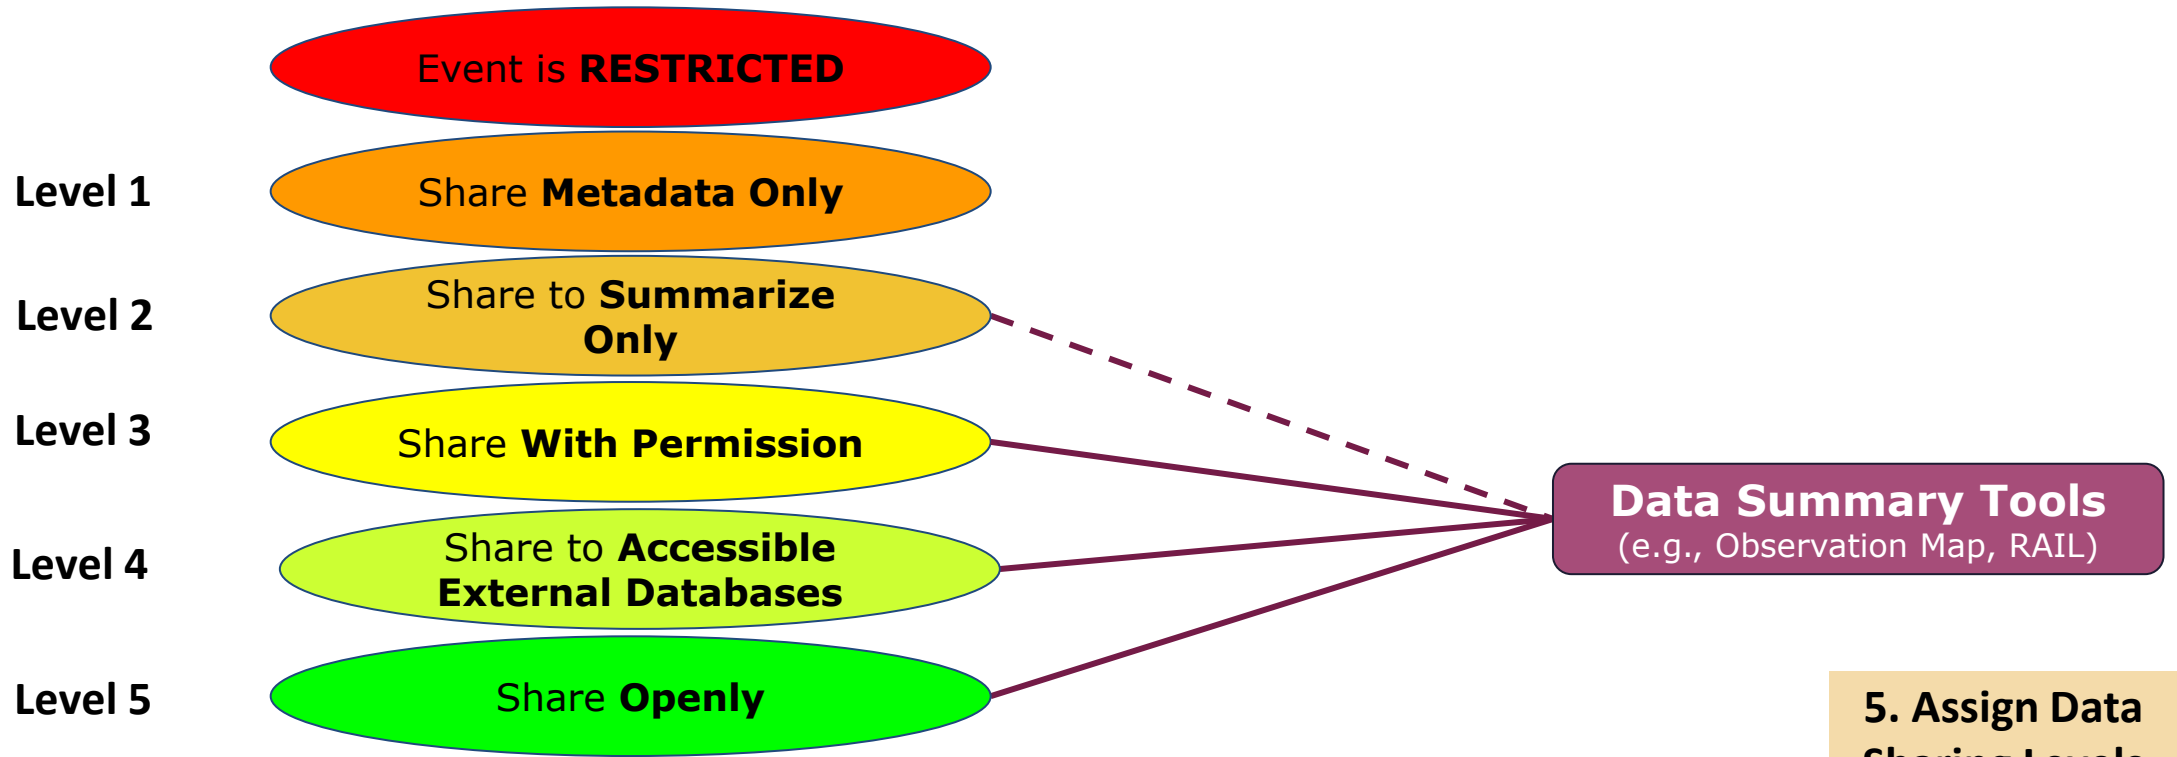 Event is RESTRICTED
Level 1
Share Metadata Only
Level 2
Share to Summarize
Only
Level 3
Share With Permission
Data Summary Tools
(e.g., Observation Map, RAIL)
Level 4
Share to Accessible
External Databases
Level 5
Share Openly
5. Assign Data
Sharing Levels